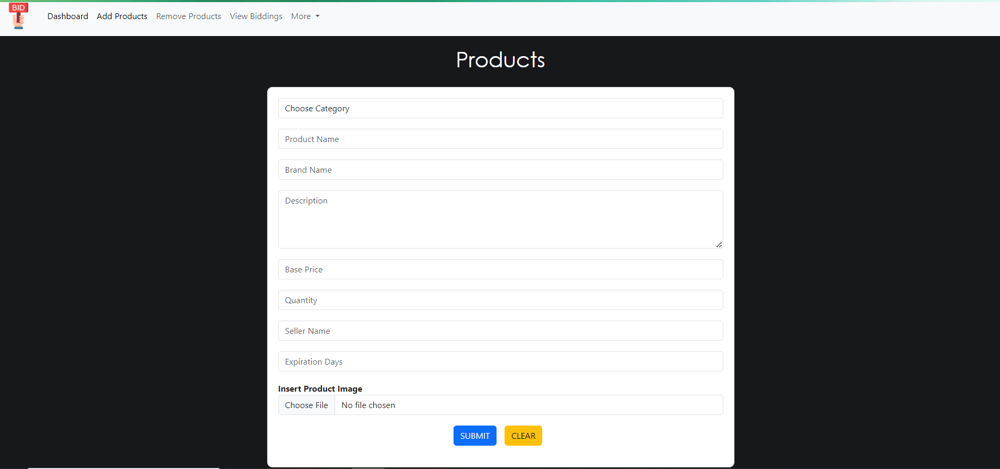 BID
Dashboard Add Products Remove Products View Biddings More
Products
Choose Category
Product Name
Brand Name
Description
Base Price
Quantity
Seller Name
Expiration Days
Insert Product Image
Choose File No file chosen
SUBMIT CLEAR